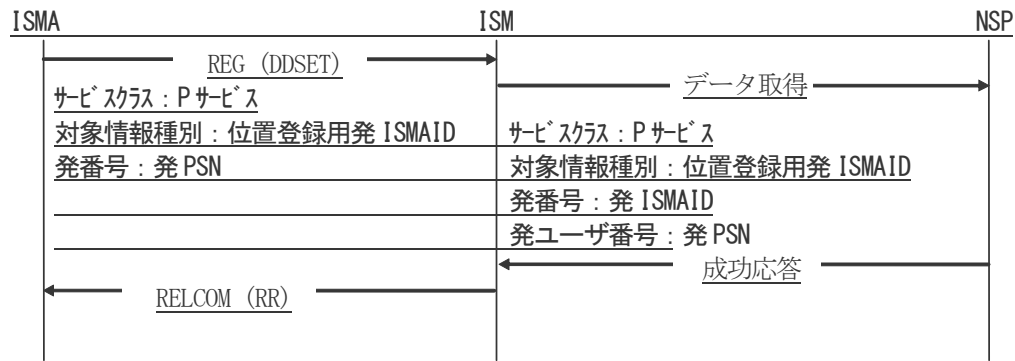 ISMA ISM NSP
REG (DDSET)
データ取得
ｻｰﾋﾞｽｸﾗｽ：Pｻｰﾋﾞｽ
対象情報種別：位置登録用発ISMAID
発番号：発PSN
ｻｰﾋﾞｽｸﾗｽ：Pｻｰﾋﾞｽ
対象情報種別：位置登録用発ISMAID
発番号：発ISMAID
発ユーザ番号：発PSN
成功応答
RELCOM (RR)